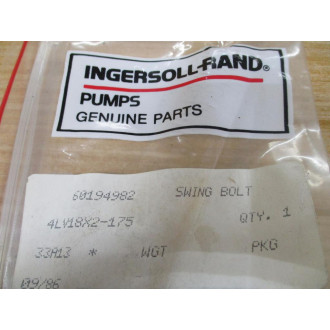 INGERSOLL-RAND®
PUMPS
GENUINE PARTS
60194982 SWING BOLT
4LV18X2-175 QTY. 1
33A13 * WGT PKG
09/86